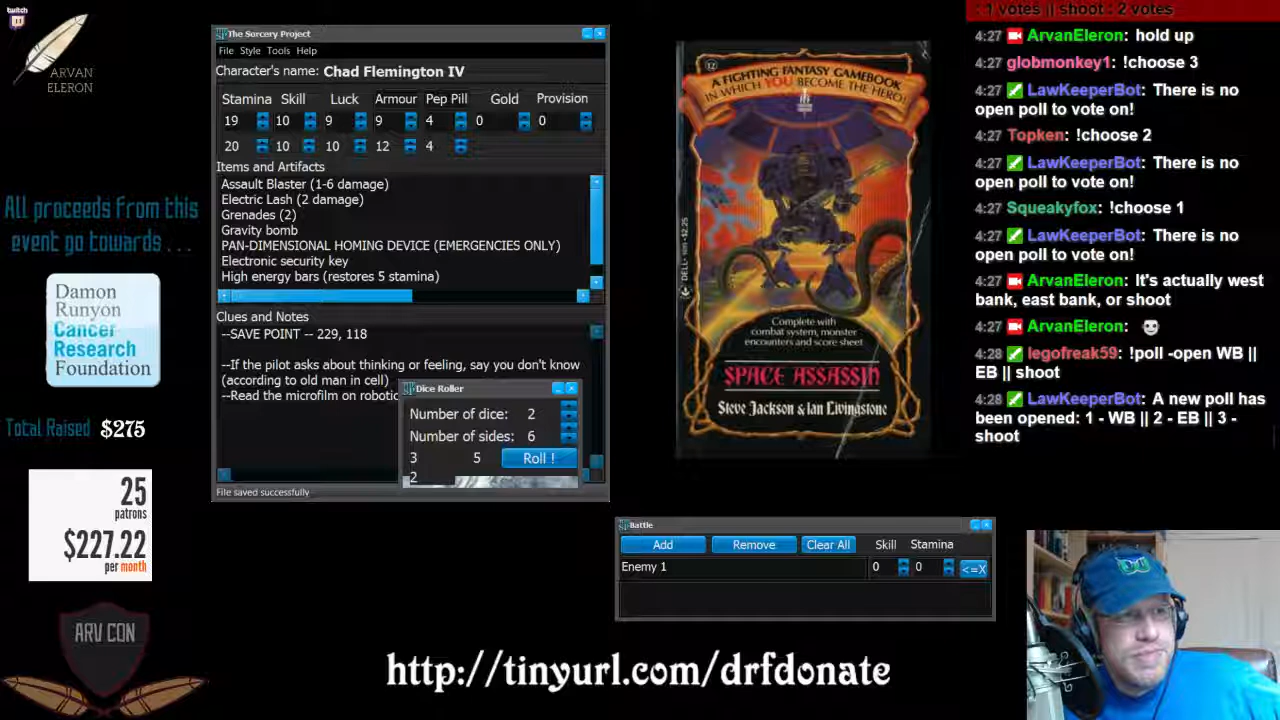 twitch
ARVAN
ELERON
All proceeds from this
event go towards . . .
Damon
Runyon
Cancer
Research
Foundation
Total Raised $275
25
patrons
$227.22
per month
ARV CON
The Sorcery Project
File Style Tools Help
Character's name: Chad Flemington IV
Stamina Skill Luck Armour Pep Pill Gold Provision
19 10 9 9 4 0 0
20 10 10 12 4
Items and Artifacts
Assault Blaster (1-6 damage)
Electric Lash (2 damage)
Grenades (2)
Gravity bomb
PAN-DIMENSIONAL HOMING DEVICE (EMERGENCIES ONLY)
Electronic security key
High energy bars (restores 5 stamina)
Clues and Notes
--SAVE POINT -- 229, 118
--If the pilot asks about thinking or feeling, say you don't know
(according to old man in cell)
--Read the microfilm on robotic
File saved successfully
Dice Roller
Number of dice: 2
Number of sides: 6
3 5 Roll !
2
12
A FIGHTING FANTASY GAMEBOOK
IN WHICH YOU BECOME THE HERO!
Complete with
combat system, monster
encounters and score sheet
SPACE ASSASSIN
Steve Jackson & Ian Livingstone
Battle
Add Remove Clear All Skill Stamina
Enemy 1 0 0 <=X
http://tinyurl.com/drfdonate
: 1 votes || shoot : 2 votes
4:27 ArvanEleron: hold up
4:27 globmonkey1: !choose 3
4:27 LawKeeperBot: There is no
open poll to vote on!
4:27 Topken: !choose 2
4:27 LawKeeperBot: There is no
open poll to vote on!
4:27 Squeakyfox: !choose 1
4:27 LawKeeperBot: There is no
open poll to vote on!
4:27 ArvanEleron: It's actually west
bank, east bank, or shoot
4:27 ArvanEleron:
4:28 legofreak59: !poll -open WB ||
EB || shoot
4:28 LawKeeperBot: A new poll has
been opened: 1 - WB || 2 - EB || 3 -
shoot